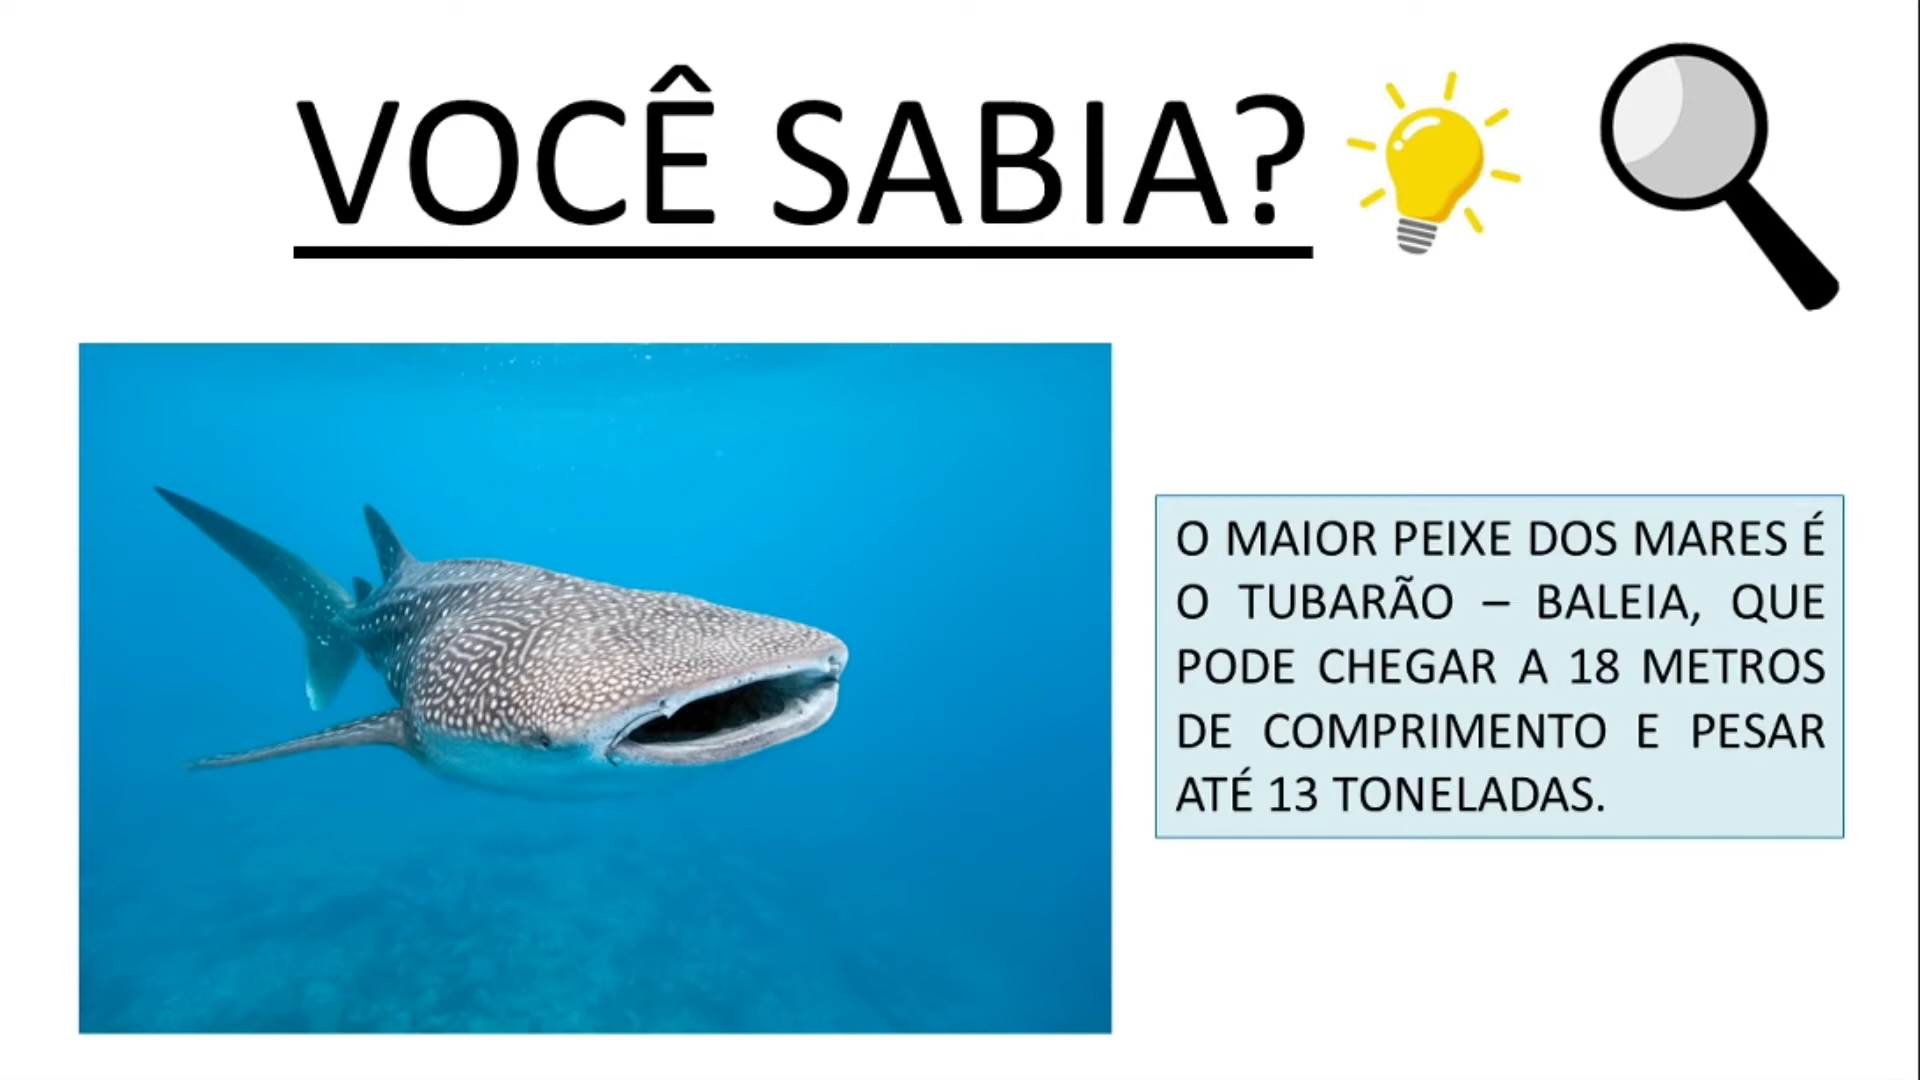 VOCÊ SABIA?
O MAIOR PEIXE DOS MARES É
O TUBARÃO – BALEIA, QUE
PODE CHEGAR A 18 METROS
DE COMPRIMENTO E PESAR
ATÉ 13 TONELADAS.